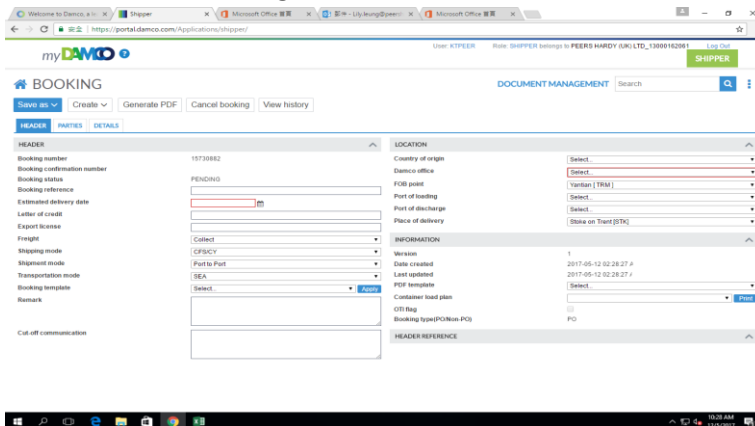 Welcome to Damco, a le
Shipper
Microsoft Office 首頁
郵件 - Lily.leung@peersh
Microsoft Office 首頁
安全 | https://portal.damco.com/Applications/shipper/
myDAMCO ?
User: KTPEER
Role: SHIPPER belongs to PEERS HARDY (UK) LTD_13000162061
Log Out
SHIPPER
BOOKING
DOCUMENT MANAGEMENT
Search
Save as
Create
Generate PDF
Cancel booking
View history
HEADER
PARTIES
DETAILS
HEADER
Booking number 15730882
Booking confirmation number
Booking status PENDING
Booking reference
Estimated delivery date
Letter of credit
Export license
Freight Collect
Shipping mode CFS/CY
Shipment mode Port to Port
Transportation mode SEA
Booking template Select... Apply
Remark
Cut-off communication
LOCATION
Country of origin Select...
Damco office Select...
FOB point Yantian [ TRM ]
Port of loading Select...
Port of discharge Select...
Place of delivery Stoke on Trent [STK]
INFORMATION
Version 1
Date created 2017-05-12 02:28:27 A
Last updated 2017-05-12 02:28:27 A
PDF template Select...
Container load plan Print
OTI flag
Booking type(PO/Non-PO) PO
HEADER REFERENCE
10:28 AM
12/5/2017